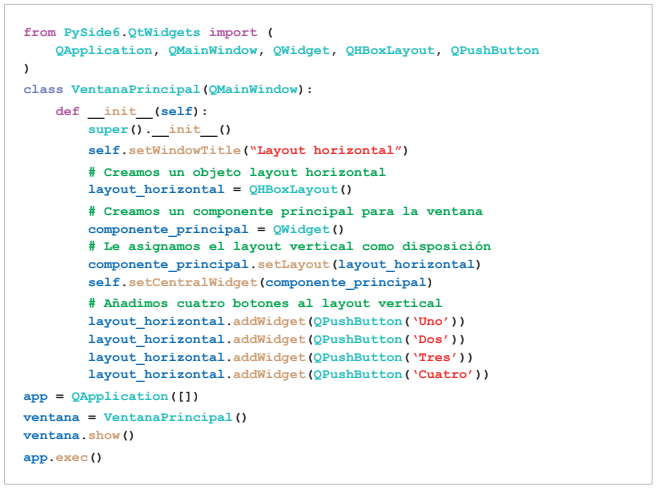 from PySide6.QtWidgets import (
    QApplication, QMainWindow, QWidget, QHBoxLayout, QPushButton
)
class VentanaPrincipal(QMainWindow):
    def __init__(self):
        super().__init__()
        self.setWindowTitle(“Layout horizontal”)
        # Creamos un objeto layout horizontal
        layout_horizontal = QHBoxLayout()
        # Creamos un componente principal para la ventana
        componente_principal = QWidget()
        # Le asignamos el layout vertical como disposición
        componente_principal.setLayout(layout_horizontal)
        self.setCentralWidget(componente_principal)
        # Añadimos cuatro botones al layout vertical
        layout_horizontal.addWidget(QPushButton(‘Uno’))
        layout_horizontal.addWidget(QPushButton(‘Dos’))
        layout_horizontal.addWidget(QPushButton(‘Tres’))
        layout_horizontal.addWidget(QPushButton(‘Cuatro’))
app = QApplication([])
ventana = VentanaPrincipal()
ventana.show()
app.exec()